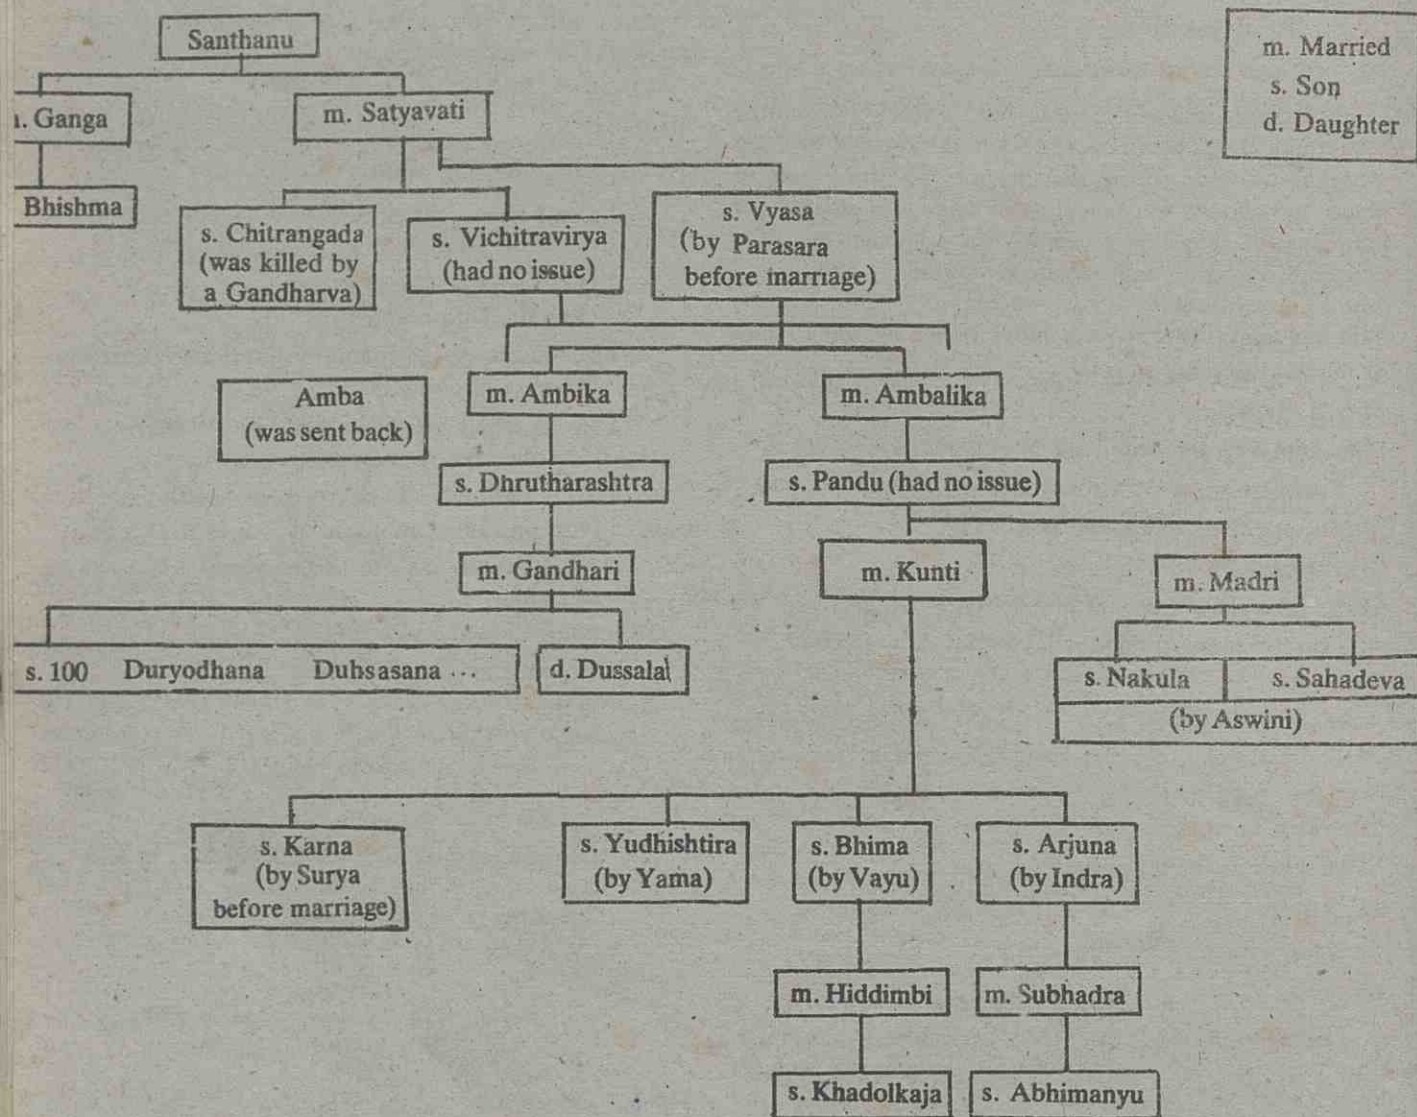 Santhanu
m. Married
s. Son
d. Daughter
. Ganga
m. Satyavati
Bhishma
s. Chitrangada
(was killed by
a Gandharva)
s. Vichitravirya
(had no issue)
s. Vyasa
(by Parasara
before marriage)
Amba
(was sent back)
m. Ambika
m. Ambalika
s. Dhrutharashtra
s. Pandu (had no issue)
m. Gandhari
m. Kunti
m. Madri
s. 100 Duryodhana Duhsasana ...
d. Dussala
s. Nakula
s. Sahadeva
(by Aswini)
s. Karna
(by Surya
before marriage)
s. Yudhishtira
(by Yama)
s. Bhima
(by Vayu)
s. Arjuna
(by Indra)
m. Hiddimbi
m. Subhadra
s. Khadolkaja
s. Abhimanyu